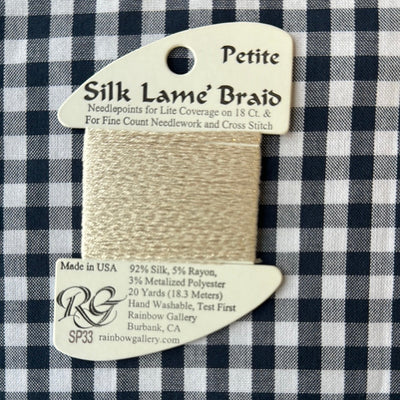 Petite
Silk Lame' Braid
Needlepoints for Lite Coverage on 18 Ct. &
For Fine Count Needlework and Cross Stitch
Made in USA
92% Silk, 5% Rayon,
3% Metalized Polyester
20 Yards (18.3 Meters)
Hand Washable, Test First
Rainbow Gallery
Burbank, CA
RG
SP33
rainbowgallery.com